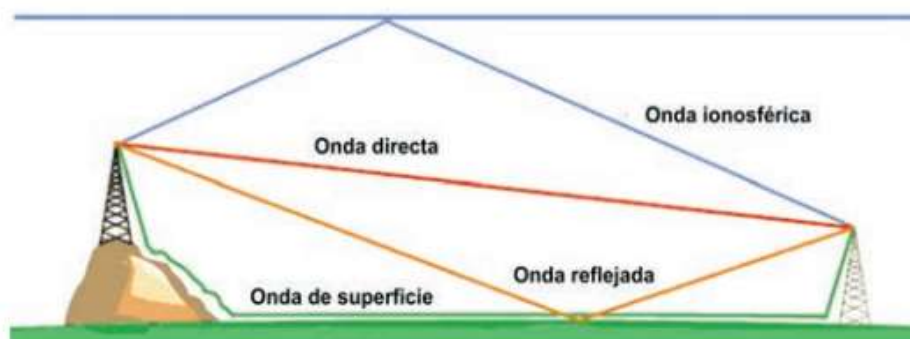 Onda ionosférica
Onda directa
Onda reflejada
Onda de superficie